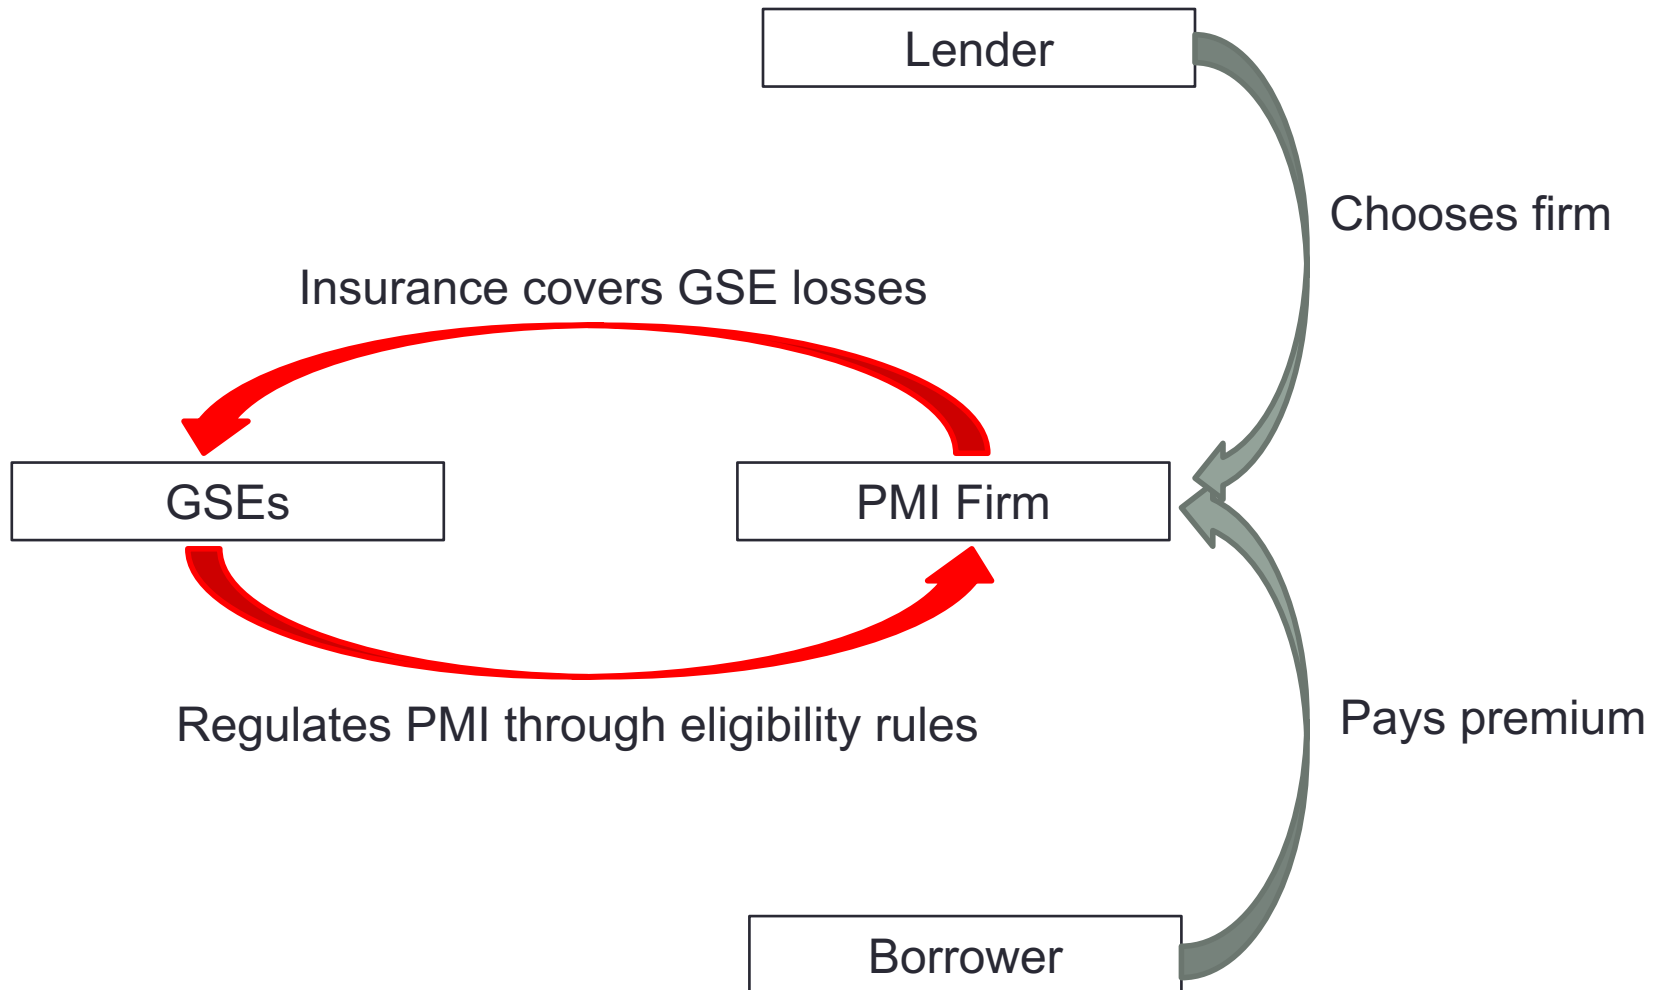 Lender
Chooses firm
Insurance covers GSE losses
GSEs
PMI Firm
Regulates PMI through eligibility rules
Pays premium
Borrower